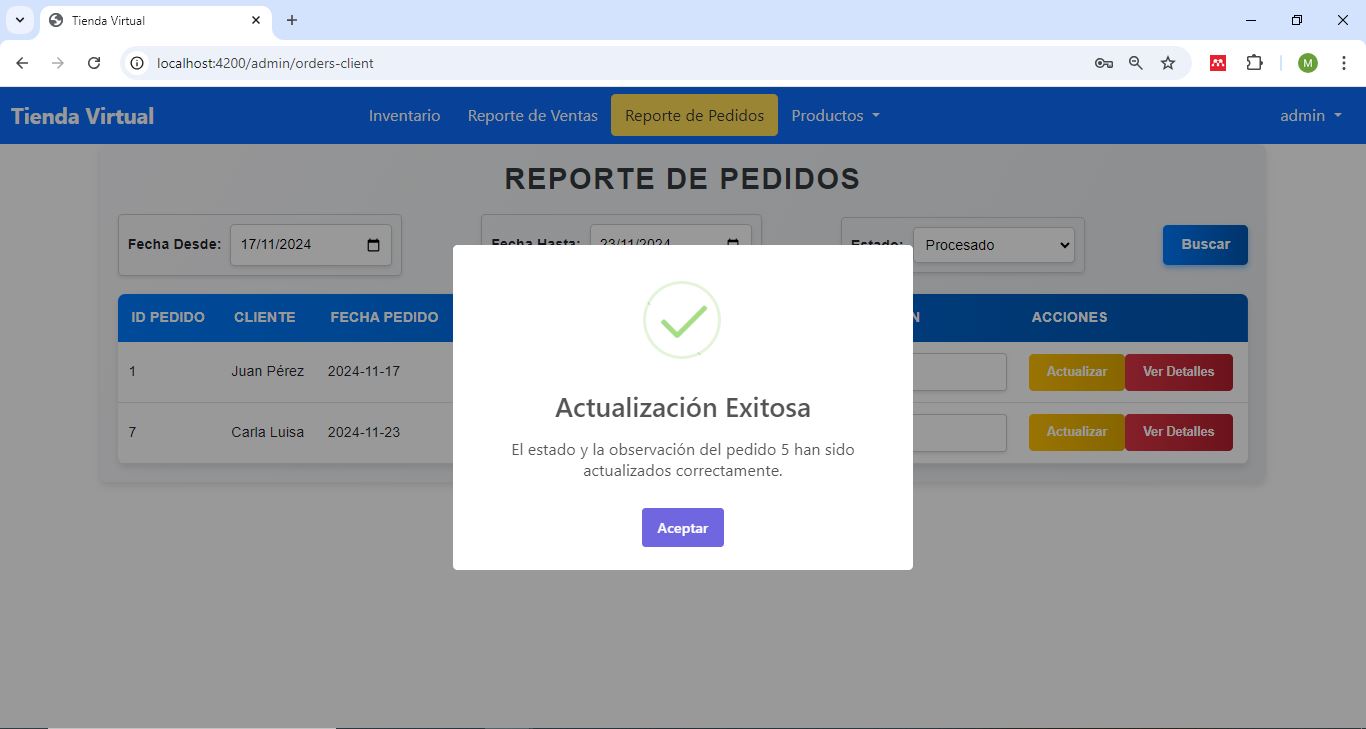 Tienda Virtual
localhost:4200/admin/orders-client
M
Tienda Virtual Inventario Reporte de Ventas Reporte de Pedidos Productos admin
REPORTE DE PEDIDOS
Fecha Desde: 17/11/2024 Fecha Hasta: 23/11/2024 Estado: Procesado Buscar
ID PEDIDO CLIENTE FECHA PEDIDO ACCIONES
1 Juan Pérez 2024-11-17 Actualizar Ver Detalles
7 Carla Luisa 2024-11-23 Actualizar Ver Detalles
Actualización Exitosa
El estado y la observación del pedido 5 han sido
actualizados correctamente.
Aceptar